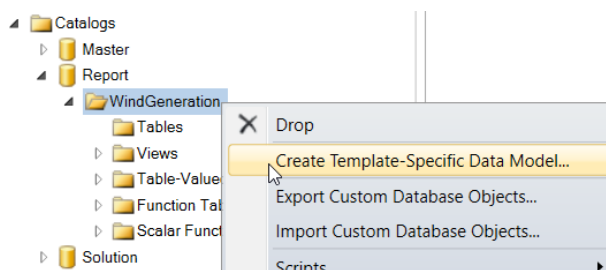 Catalogs
Master
Report
WindGeneration
Tables
Views
Table-Value
Function Tab
Scalar Funct
Solution
Drop
Create Template-Specific Data Model...
Export Custom Database Objects...
Import Custom Database Objects...
Scripts